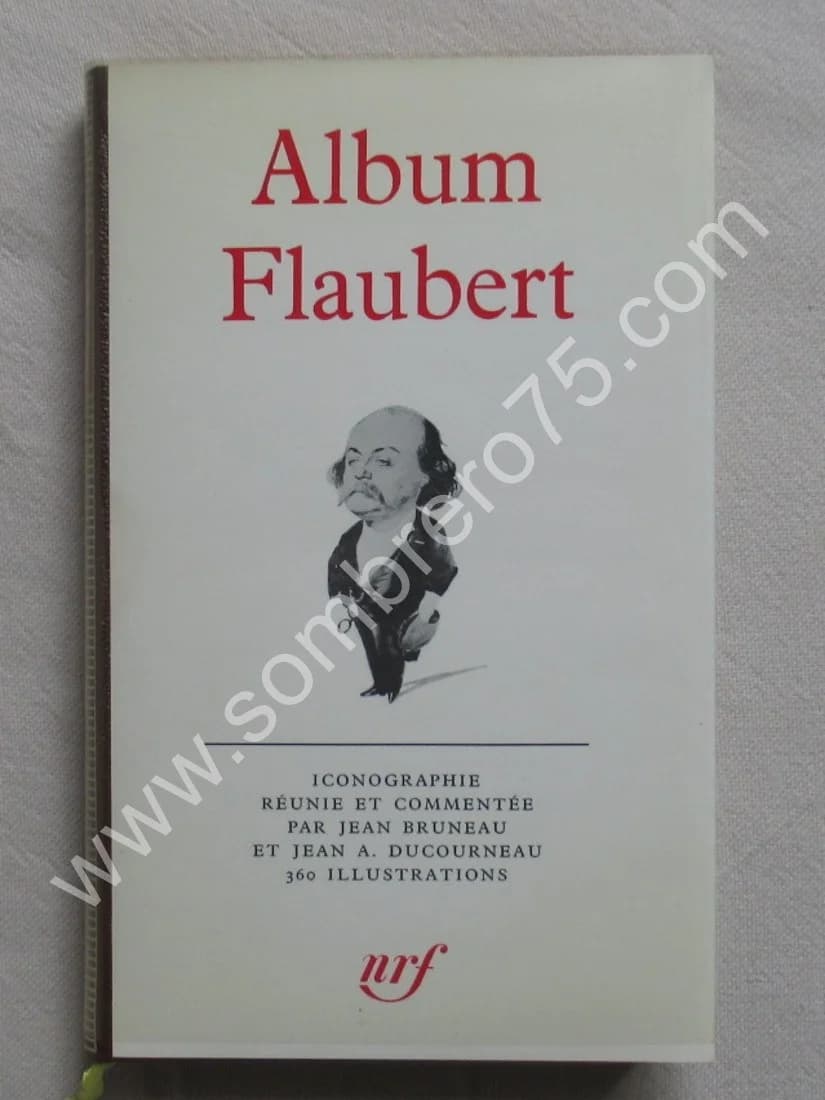 Album
Flaubert
ICONOGRAPHIE
RÉUNIE ET COMMENTÉE
PAR JEAN BRUNEAU
ET JEAN A. DUCOURNEAU
360 ILLUSTRATIONS
nrf
www.sombrero75.com